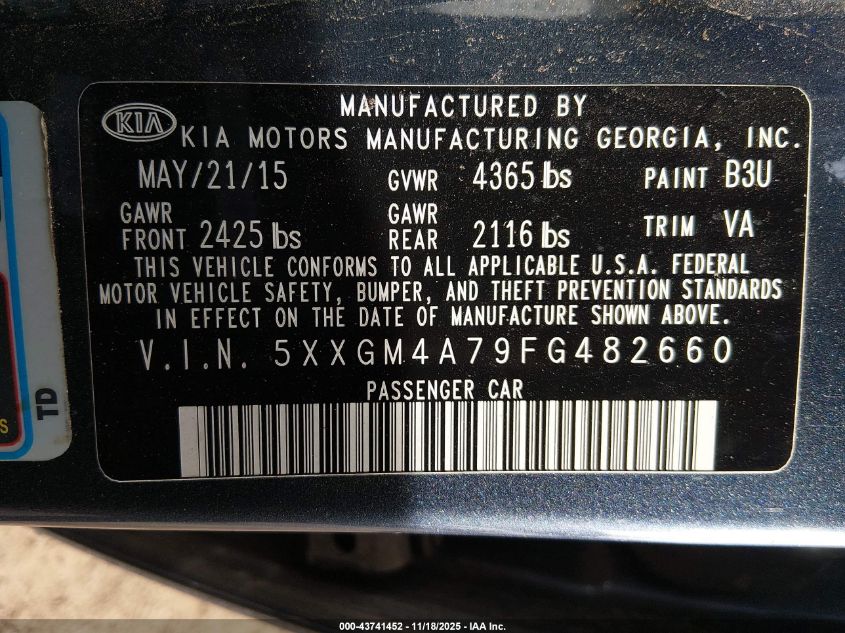 MANUFACTURED BY
KIA KIA MOTORS MANUFACTURING GEORGIA, INC.
MAY/21/15 GVWR 4365 lbs PAINT B3U
GAWR FRONT 2425 lbs GAWR REAR 2116 lbs TRIM VA
THIS VEHICLE CONFORMS TO ALL APPLICABLE U.S.A. FEDERAL
MOTOR VEHICLE SAFETY, BUMPER, AND THEFT PREVENTION STANDARDS
IN EFFECT ON THE DATE OF MANUFACTURE SHOWN ABOVE.
V.I.N. 5XXGM4A79FG482660
PASSENGER CAR
TD
S
000-43741452 - 11/18/2025 - IAA Inc.